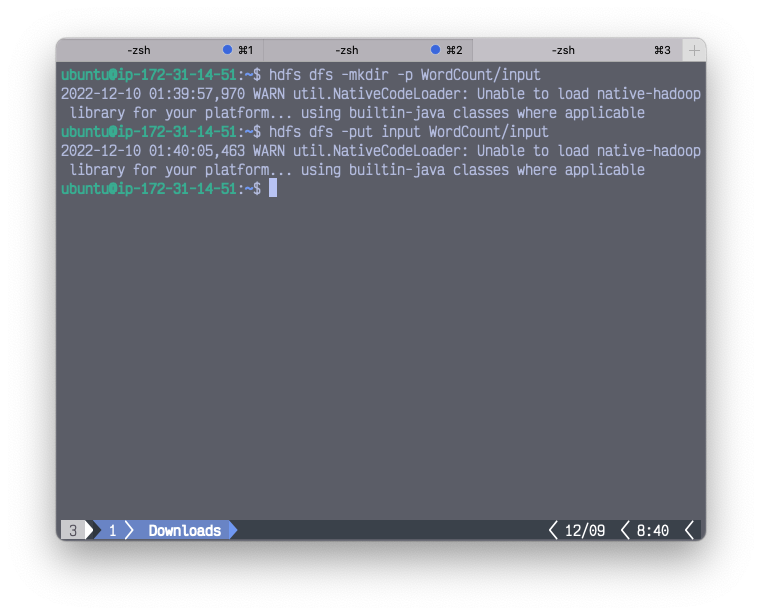 -zsh ⌘1 -zsh ⌘2 -zsh ⌘3 +
ubuntu@ip-172-31-14-51:~$ hdfs dfs -mkdir -p WordCount/input
2022-12-10 01:39:57,970 WARN util.NativeCodeLoader: Unable to load native-hadoop
library for your platform... using builtin-java classes where applicable
ubuntu@ip-172-31-14-51:~$ hdfs dfs -put input WordCount/input
2022-12-10 01:40:05,463 WARN util.NativeCodeLoader: Unable to load native-hadoop
library for your platform... using builtin-java classes where applicable
ubuntu@ip-172-31-14-51:~$
3 1 Downloads 12/09 8:40